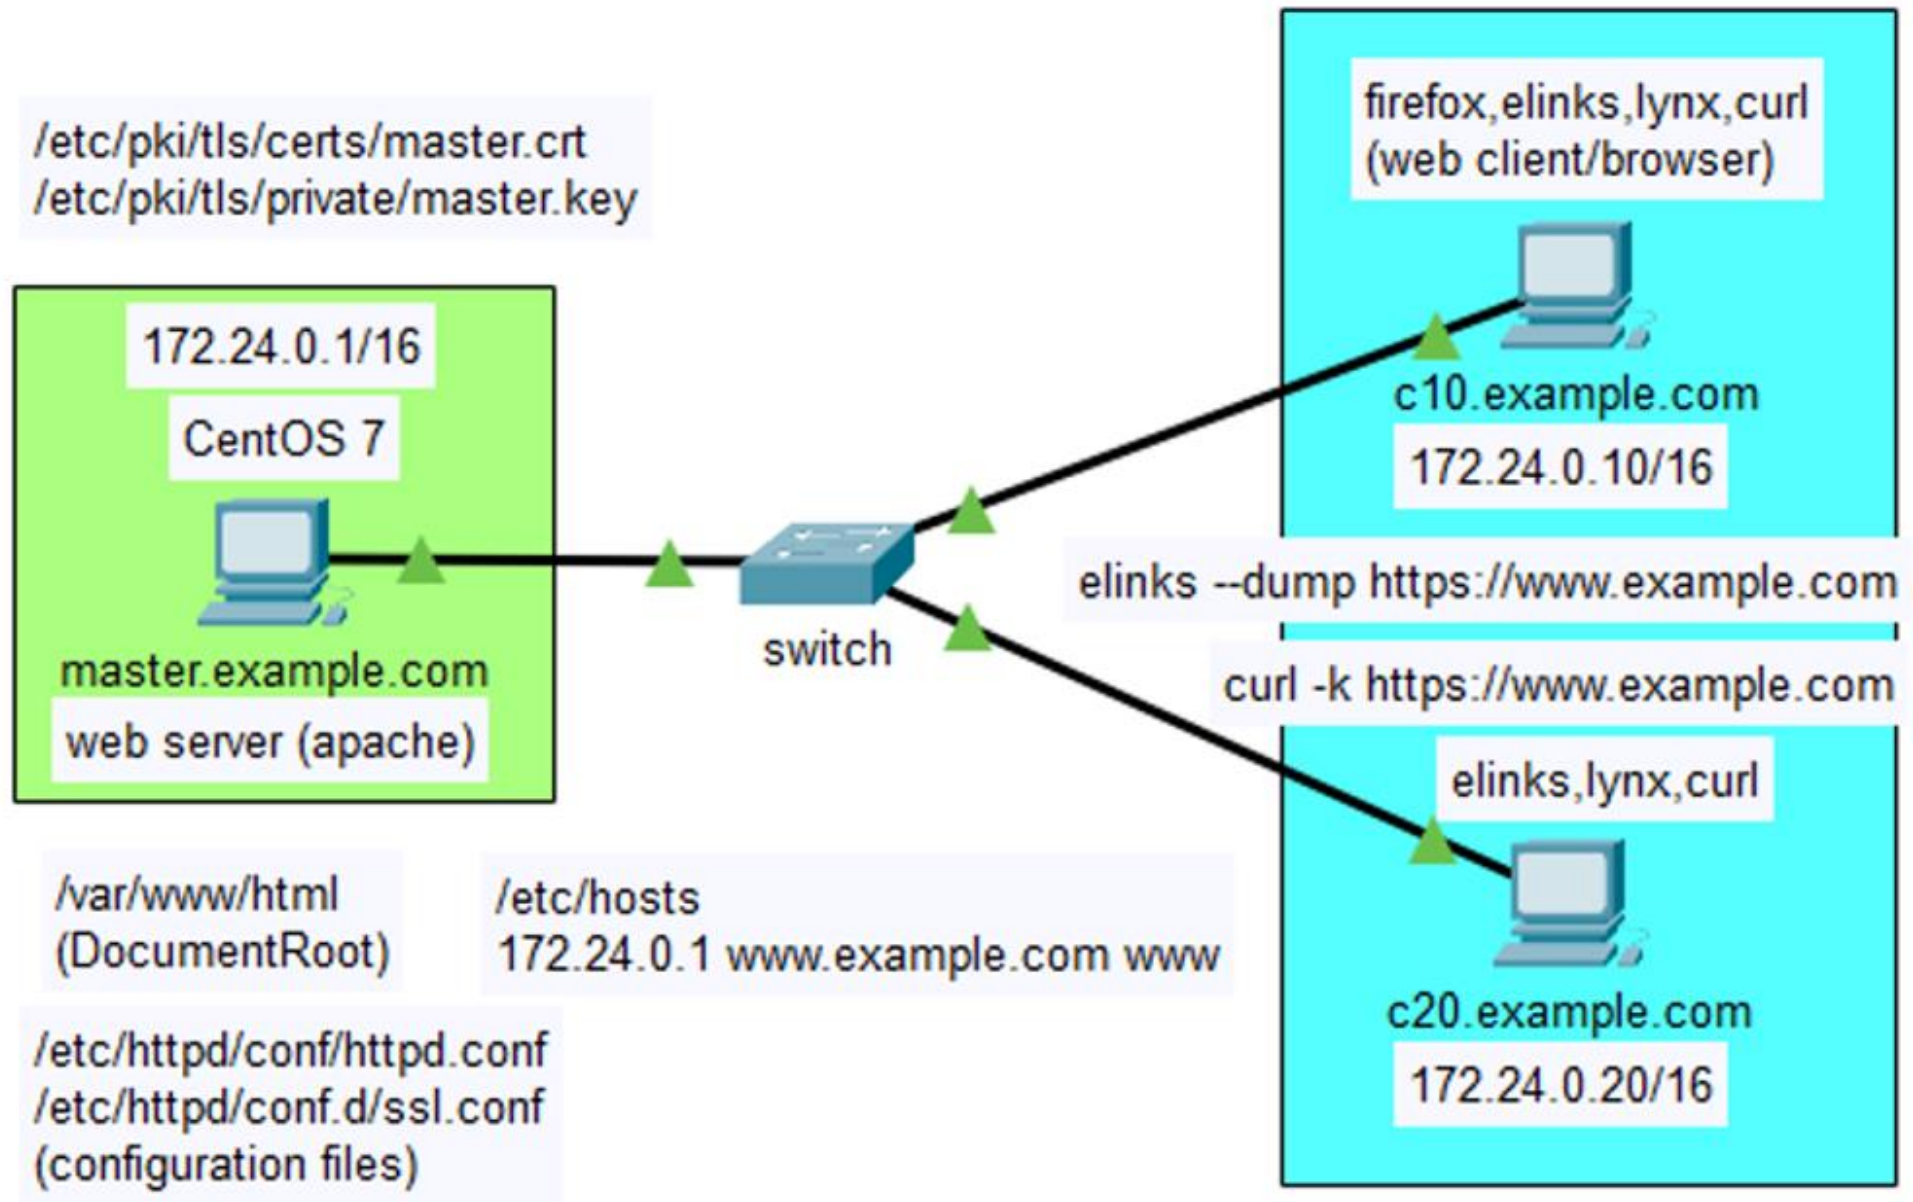 /etc/pki/tls/certs/master.crt
/etc/pki/tls/private/master.key
172.24.0.1/16
CentOS 7
master.example.com
web server (apache)
/var/www/html
(DocumentRoot)
/etc/hosts
172.24.0.1 www.example.com www
/etc/httpd/conf/httpd.conf
/etc/httpd/conf.d/ssl.conf
(configuration files)
switch
firefox,elinks,lynx,curl
(web client/browser)
c10.example.com
172.24.0.10/16
elinks --dump https://www.example.com
curl -k https://www.example.com
elinks,lynx,curl
c20.example.com
172.24.0.20/16